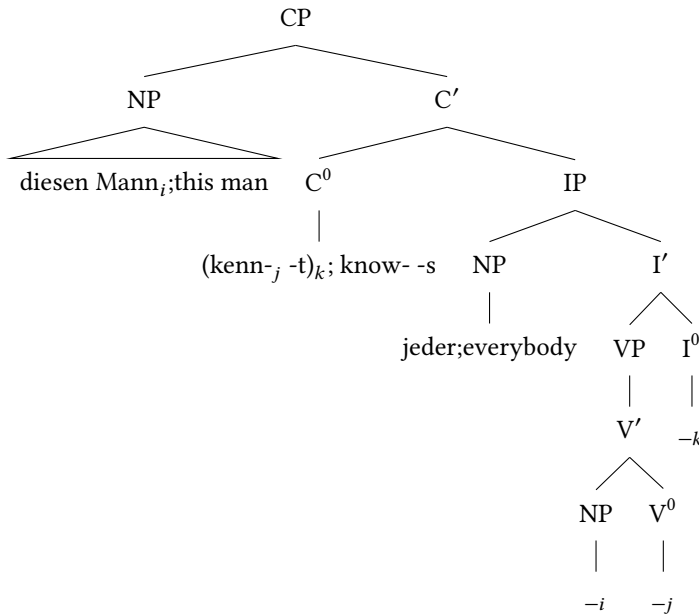 CP
NP C′
diesen Mannᵢ;this man C⁰ IP
(kenn-ⱼ -t)ₖ; know- -s NP I′
jeder;everybody VP I⁰
V′ −ₖ
NP V⁰
−ᵢ −ⱼ